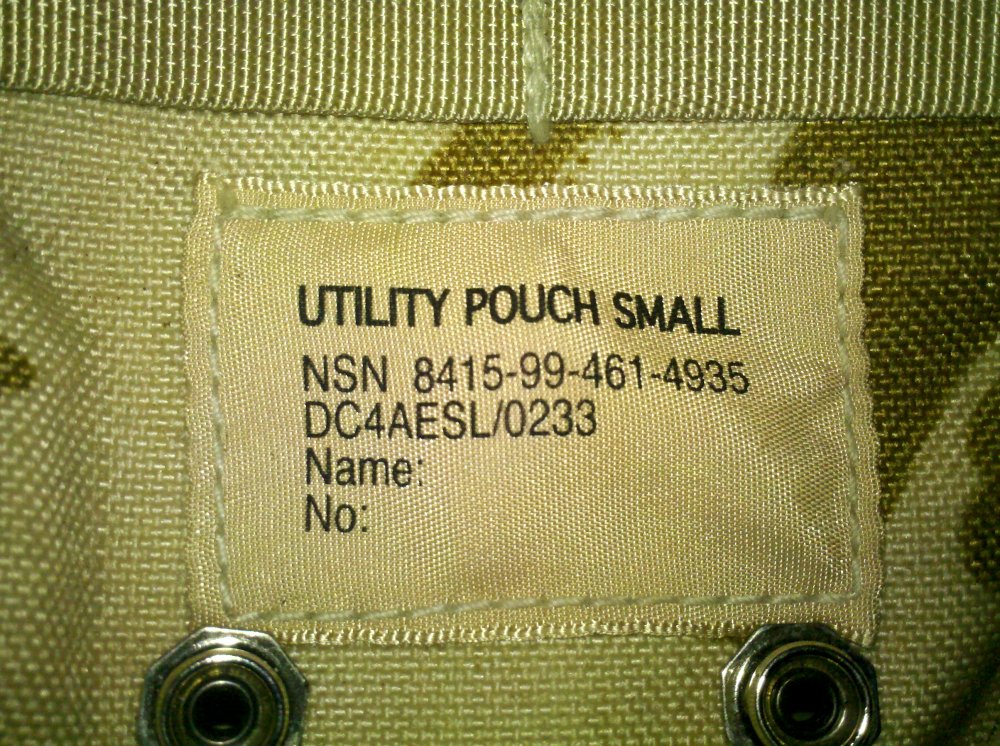 UTILITY POUCH SMALL
NSN 8415-99-461-4935
DC4AESL/0233
Name:
No: